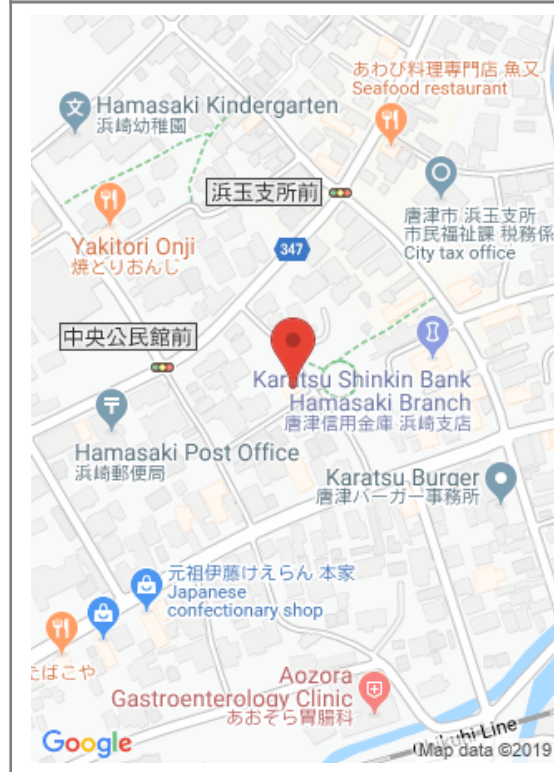 あわび料理専門店 魚又
Seafood restaurant
Hamasaki Kindergarten
浜崎幼稚園
浜玉支所前
唐津市 浜玉支所
市民福祉課 税務係
City tax office
Yakitori Onji
焼とりおんじ
347
中央公民館前
Karatsu Shinkin Bank
Hamasaki Branch
唐津信用金庫 浜崎支店
Hamasaki Post Office
浜崎郵便局
Karatsu Burger
唐津バーガー事務所
元祖伊藤けえらん 本家
Japanese
confectionary shop
たばこや
Aozora
Gastroenterology Clinic
あおぞら胃腸科
Chikuhi Line
Google
Map data ©2019